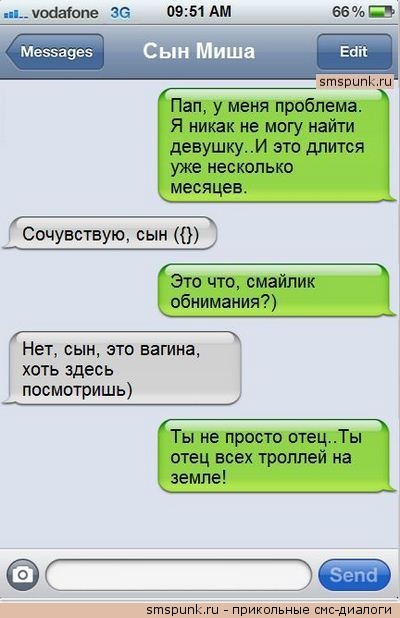 vodafone 3G 09:51 AM 66%
Messages Сын Миша Edit
smspunk.ru
Пап, у меня проблема.
Я никак не могу найти
девушку..И это длится
уже несколько
месяцев.
Сочувствую, сын ({})
Это что, смайлик
обнимания?)
Нет, сын, это вагина,
хоть здесь
посмотришь)
Ты не просто отец..Ты
отец всех троллей на
земле!
Send
smspunk.ru - прикольные смс-диалоги